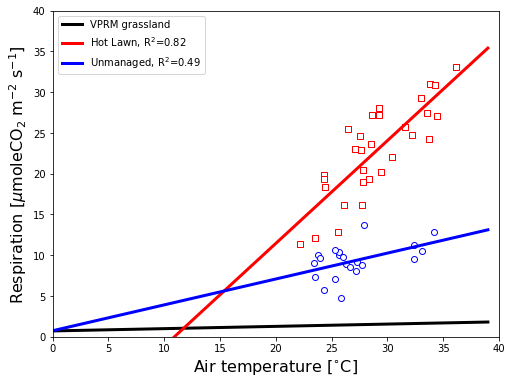 VPRM grassland
Hot Lawn, R²=0.82
Unmanaged, R²=0.49
Respiration [μmoleCO₂ m⁻² s⁻¹]
40
35
30
25
20
15
10
5
0
0 5 10 15 20 25 30 35 40
Air temperature [°C]